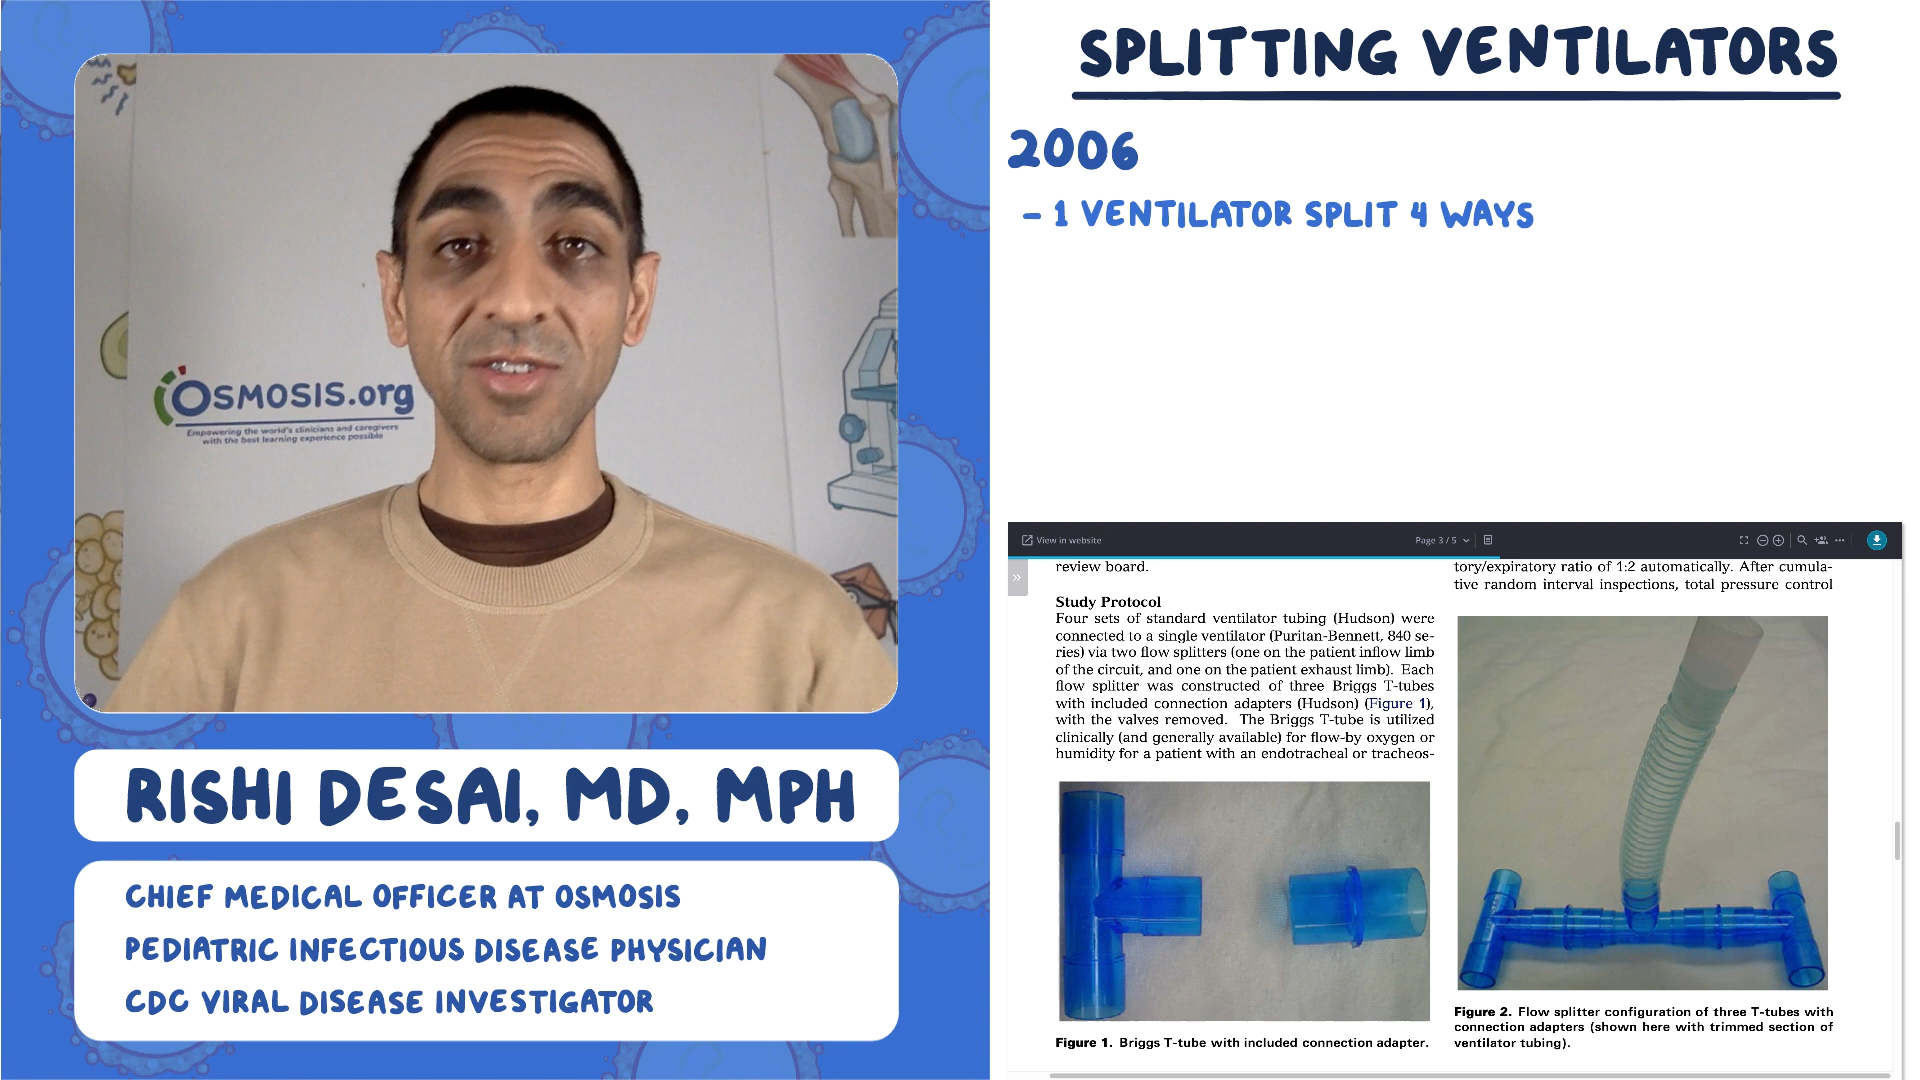 OSMOSIS.org
Empowering the world's clinicians and caregivers
with the best learning experience possible
RISHI DESAI, MD, MPH
CHIEF MEDICAL OFFICER AT OSMOSIS
PEDIATRIC INFECTIOUS DISEASE PHYSICIAN
CDC VIRAL DISEASE INVESTIGATOR
SPLITTING VENTILATORS
2006
- 1 VENTILATOR SPLIT 4 WAYS
View in website
Page 3 / 5
review board.
Study Protocol
Four sets of standard ventilator tubing (Hudson) were
connected to a single ventilator (Puritan-Bennett, 840 se-
ries) via two flow splitters (one on the patient inflow limb
of the circuit, and one on the patient exhaust limb). Each
flow splitter was constructed of three Briggs T-tubes
with included connection adapters (Hudson) (Figure 1),
with the valves removed. The Briggs T-tube is utilized
clinically (and generally available) for flow-by oxygen or
humidity for a patient with an endotracheal or tracheos-
Figure 1. Briggs T-tube with included connection adapter.
tory/expiratory ratio of 1:2 automatically. After cumula-
tive random interval inspections, total pressure control
Figure 2. Flow splitter configuration of three T-tubes with
connection adapters (shown here with trimmed section of
ventilator tubing).